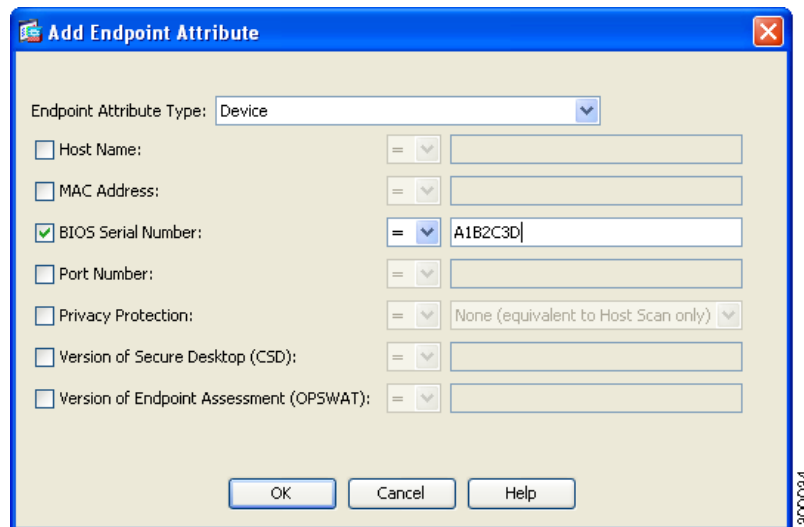 Add Endpoint Attribute
Endpoint Attribute Type: Device
Host Name: =
MAC Address: =
BIOS Serial Number: = A1B2C3D
Port Number: =
Privacy Protection: = None (equivalent to Host Scan only)
Version of Secure Desktop (CSD): =
Version of Endpoint Assessment (OPSWAT): =
OK Cancel Help